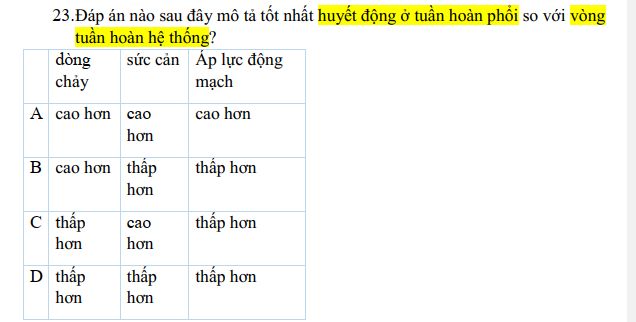 23.Đáp án nào sau đây mô tả tốt nhất huyết động ở tuần hoàn phổi so với vòng
tuần hoàn hệ thống?
dòng chảy | sức cản | Áp lực động mạch
A | cao hơn | cao hơn | cao hơn
B | cao hơn | thấp hơn | thấp hơn
C | thấp hơn | cao hơn | thấp hơn
D | thấp hơn | thấp hơn | thấp hơn